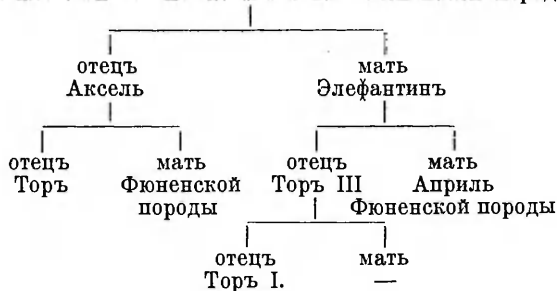 отецъ мать
Аксель Элефантинъ
отецъ мать отецъ мать
Торъ Фюненской Торъ III Априль
породы Фюненской породы
отецъ мать
Торъ I. —